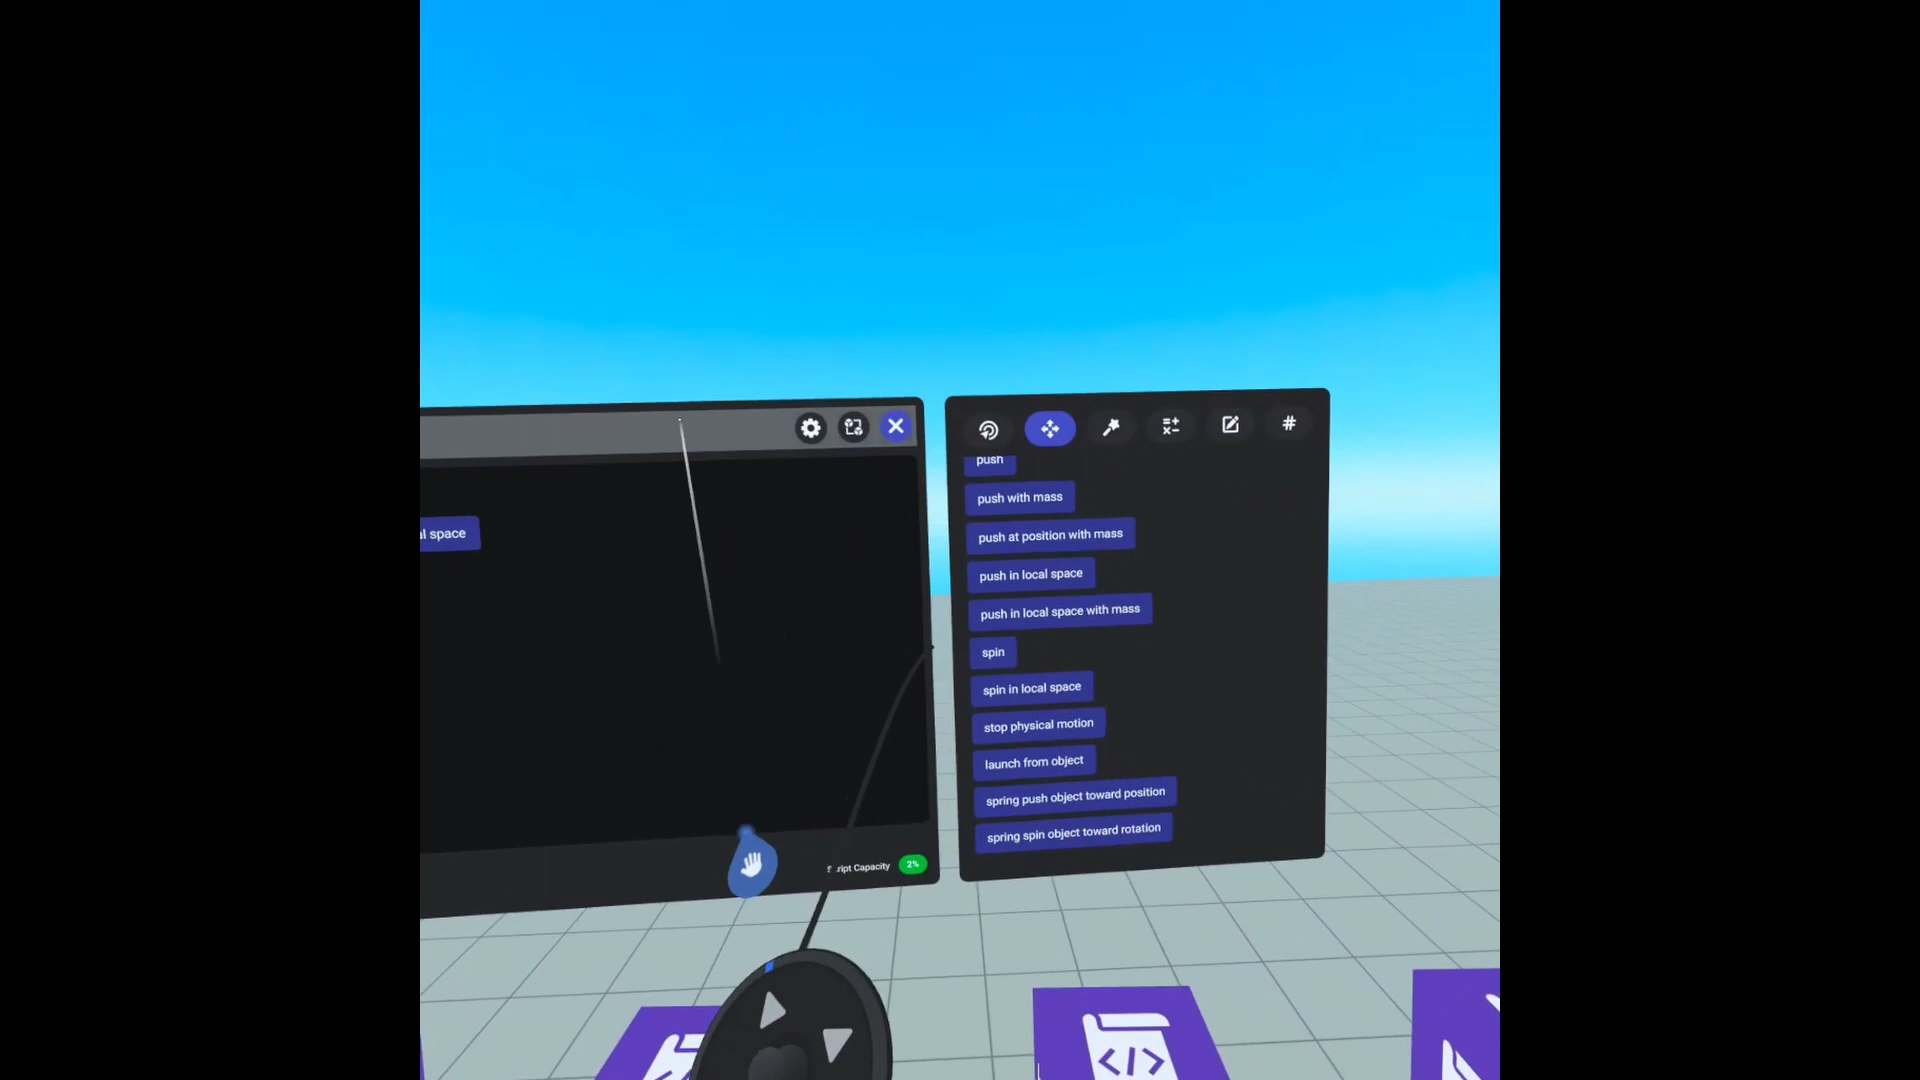 al space
push
push with mass
push at position with mass
push in local space
push in local space with mass
spin
spin in local space
stop physical motion
launch from object
spring push object toward position
spring spin object toward rotation
ript Capacity
2%